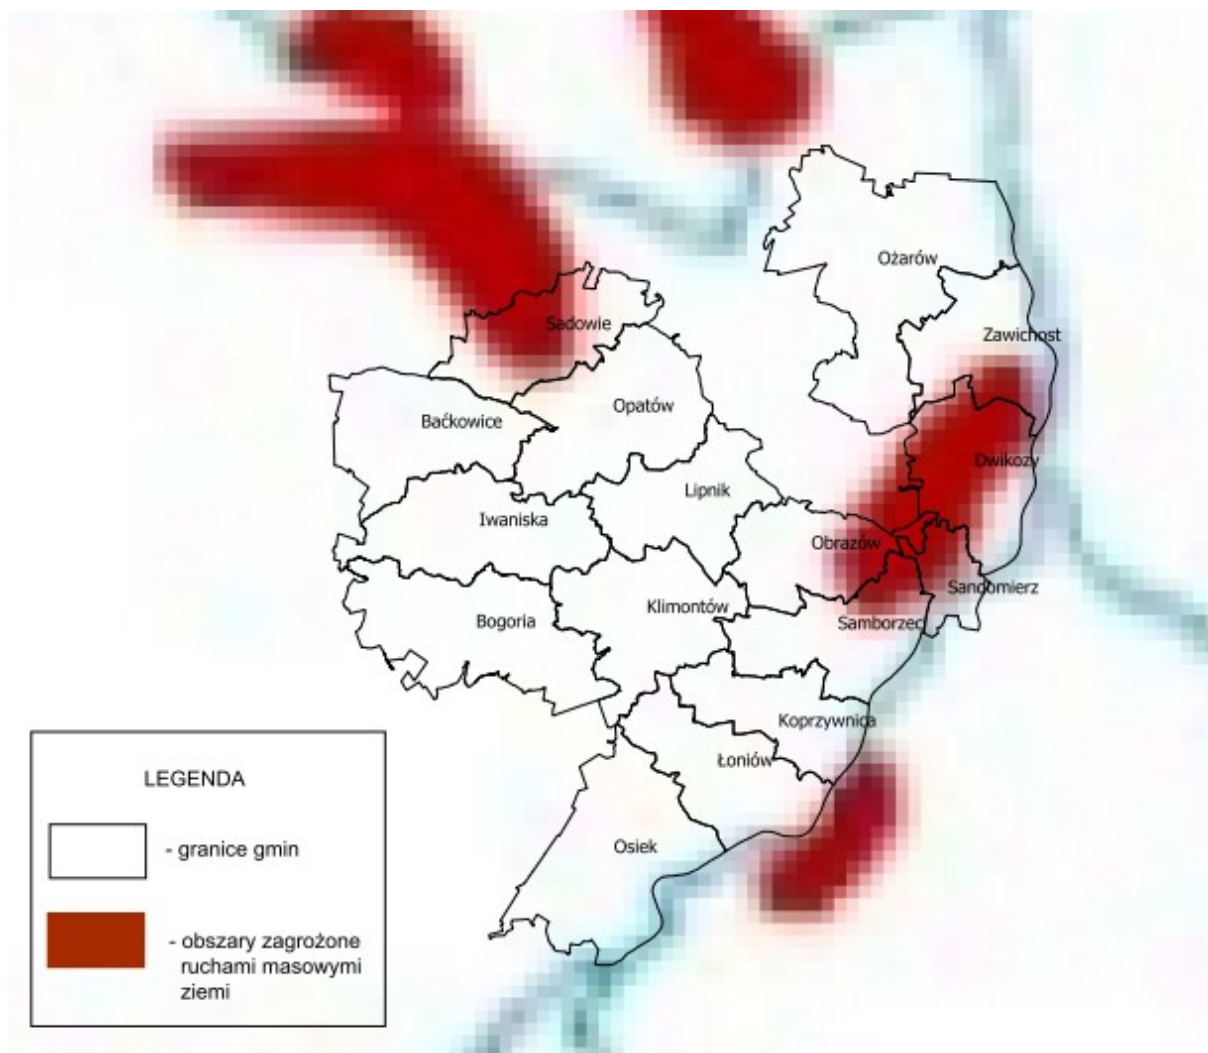 Ożarów
Sadowie
Zawichost
Opatów
Baćkowice
Dwikozy
Lipnik
Iwaniska
Obrazów
Sandomierz
Klimontów
Bogoria
Samborzec
Koprzywnica
Łoniów
Osiek
LEGENDA
- granice gmin
- obszary zagrożone
ruchami masowymi
ziemi